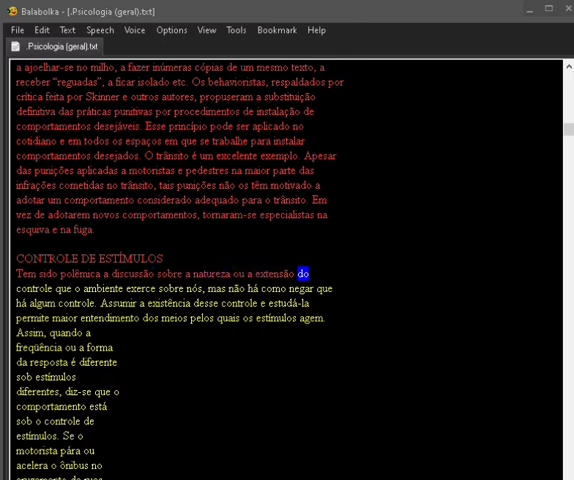 Balabolka - [.Psicologia (geral).txt]
File Edit Text Speech Voice Options View Tools Bookmark Help
.Psicologia (geral).txt
a ajoelhar-se no milho, a fazer inúmeras cópias de um mesmo texto, a
receber “reguadas”, a ficar isolado etc. Os behavioristas, respaldados por
crítica feita por Skinner e outros autores, propuseram a substituição
definitiva das práticas punitivas por procedimentos de instalação de
comportamentos desejáveis. Esse princípio pode ser aplicado no
cotidiano e em todos os espaços em que se trabalhe para instalar
comportamentos desejados. O trânsito é um excelente exemplo. Apesar
das punições aplicadas a motoristas e pedestres na maior parte das
infrações cometidas no trânsito, tais punições não os têm motivado a
adotar um comportamento considerado adequado para o trânsito. Em
vez de adotarem novos comportamentos, tornaram-se especialistas na
esquiva e na fuga.
CONTROLE DE ESTÍMULOS
Tem sido polêmica a discussão sobre a natureza ou a extensão do
controle que o ambiente exerce sobre nós, mas não há como negar que
há algum controle. Assumir a existência desse controle e estudá-la
permite maior entendimento dos meios pelos quais os estímulos agem.
Assim, quando a
freqüência ou a forma
da resposta é diferente
sob estímulos
diferentes, diz-se que o
comportamento está
sob o controle de
estímulos. Se o
motorista pára ou
acelera o ônibus no
cruzamento de ruas